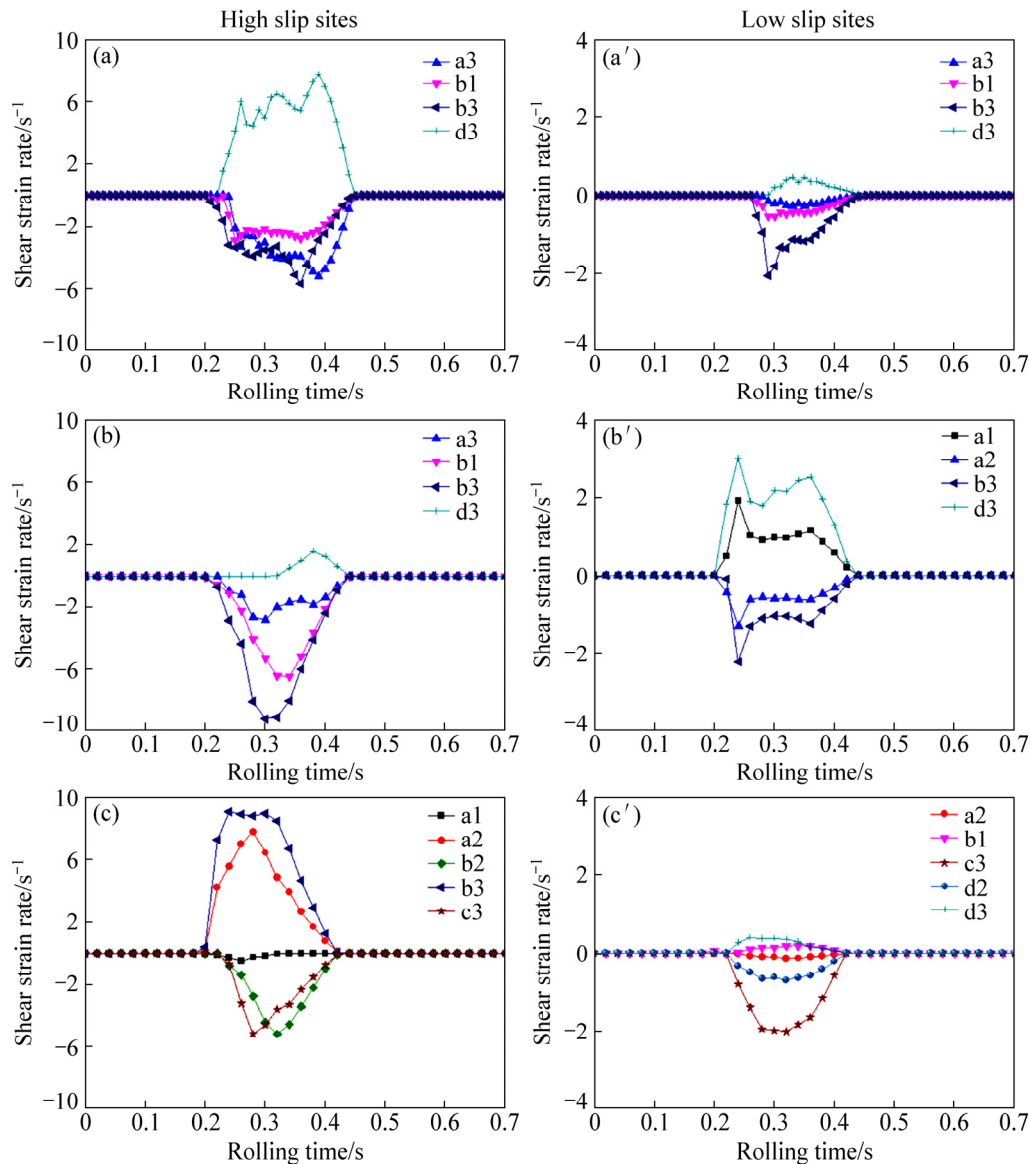 High slip sites
Low slip sites
(a)
10
6
2
0
−2
−6
−10
Shear strain rate/s⁻¹
a3
b1
b3
d3
0 0.1 0.2 0.3 0.4 0.5 0.6 0.7
Rolling time/s
(a′)
4
2
0
−2
−4
Shear strain rate/s⁻¹
a3
b1
b3
d3
0 0.1 0.2 0.3 0.4 0.5 0.6 0.7
Rolling time/s
(b)
10
6
2
0
−2
−6
−10
Shear strain rate/s⁻¹
a3
b1
b3
d3
0 0.1 0.2 0.3 0.4 0.5 0.6 0.7
Rolling time/s
(b′)
4
2
0
−2
−4
Shear strain rate/s⁻¹
a1
a2
b3
d3
0 0.1 0.2 0.3 0.4 0.5 0.6 0.7
Rolling time/s
(c)
10
6
2
0
−2
−6
−10
Shear strain rate/s⁻¹
a1
a2
b2
b3
c3
0 0.1 0.2 0.3 0.4 0.5 0.6 0.7
Rolling time/s
(c′)
4
2
0
−2
−4
Shear strain rate/s⁻¹
a2
b1
c3
d2
d3
0 0.1 0.2 0.3 0.4 0.5 0.6 0.7
Rolling time/s